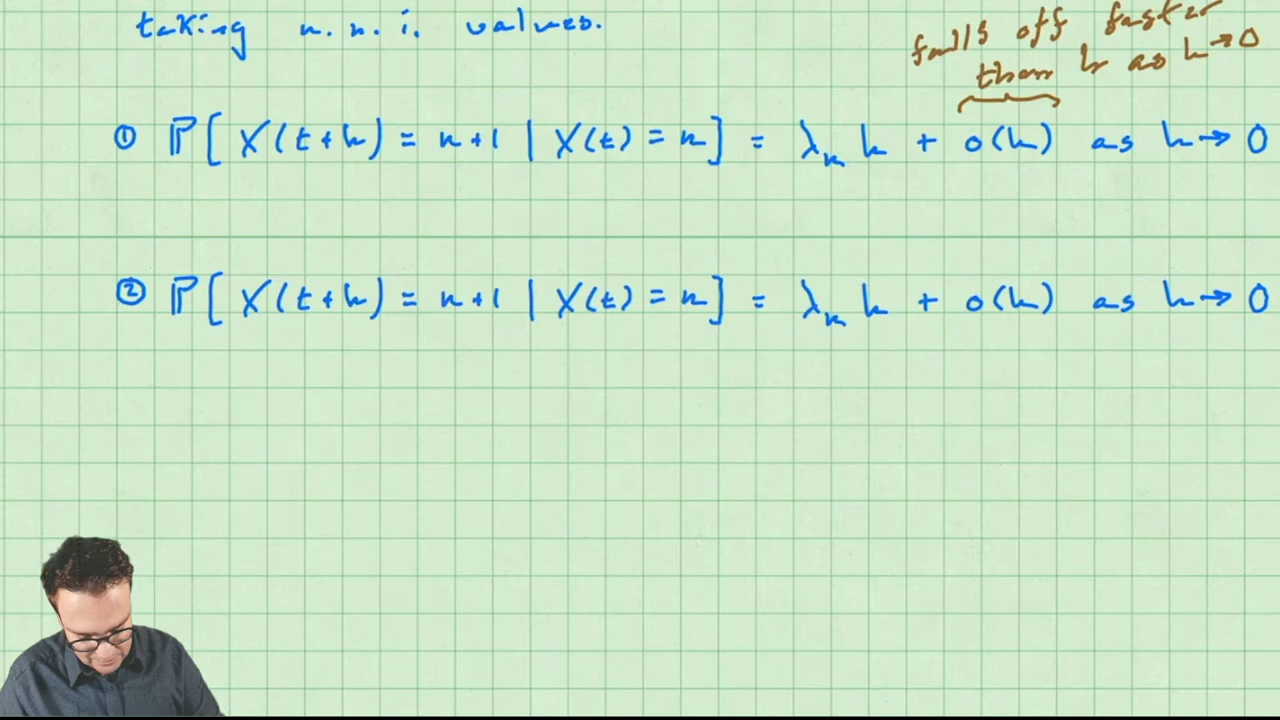 taking n.n.i. values.
falls off faster
than h as h→0
① ℙ[X(t+h) = n+1 | X(t) = n] = λₙ h + o(h) as h→0
② ℙ[X(t+h) = n+1 | X(t) = n] = λₙ h + o(h) as h→0